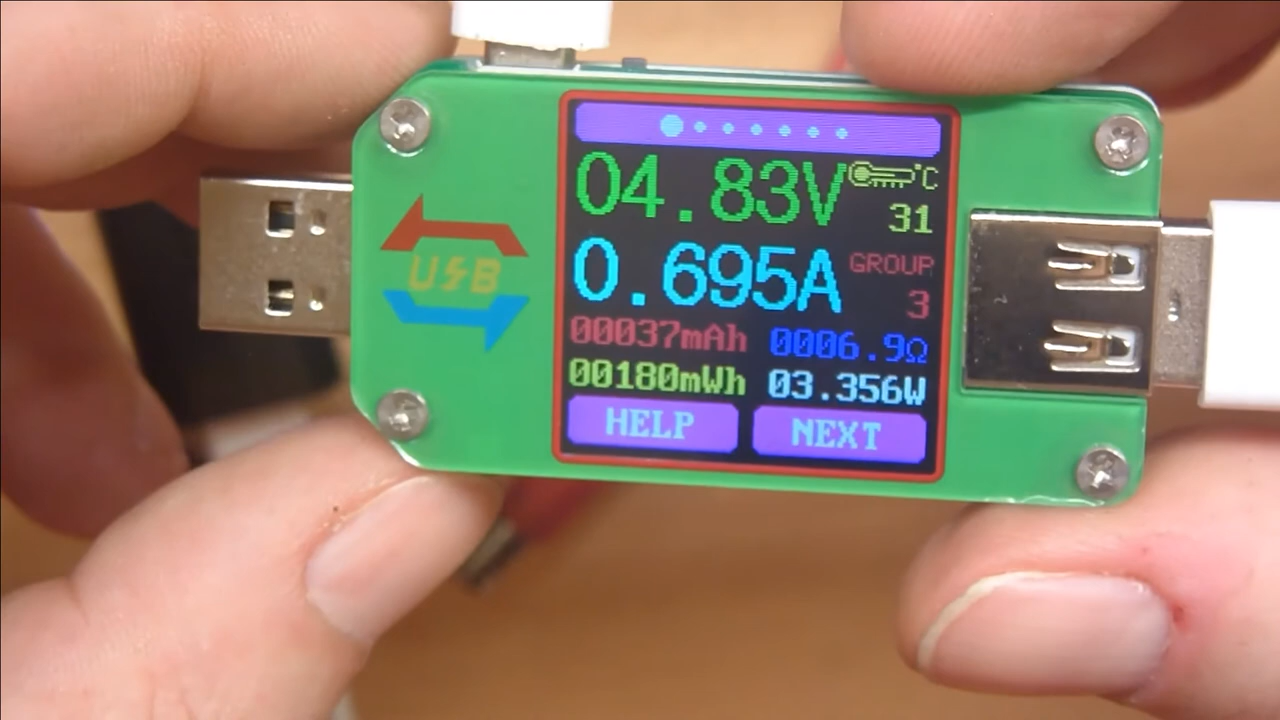 04.83V °C
31
0.695A GROUP
3
00037mAh 0006.9Ω
00180mWh 03.356W
HELP NEXT
USB